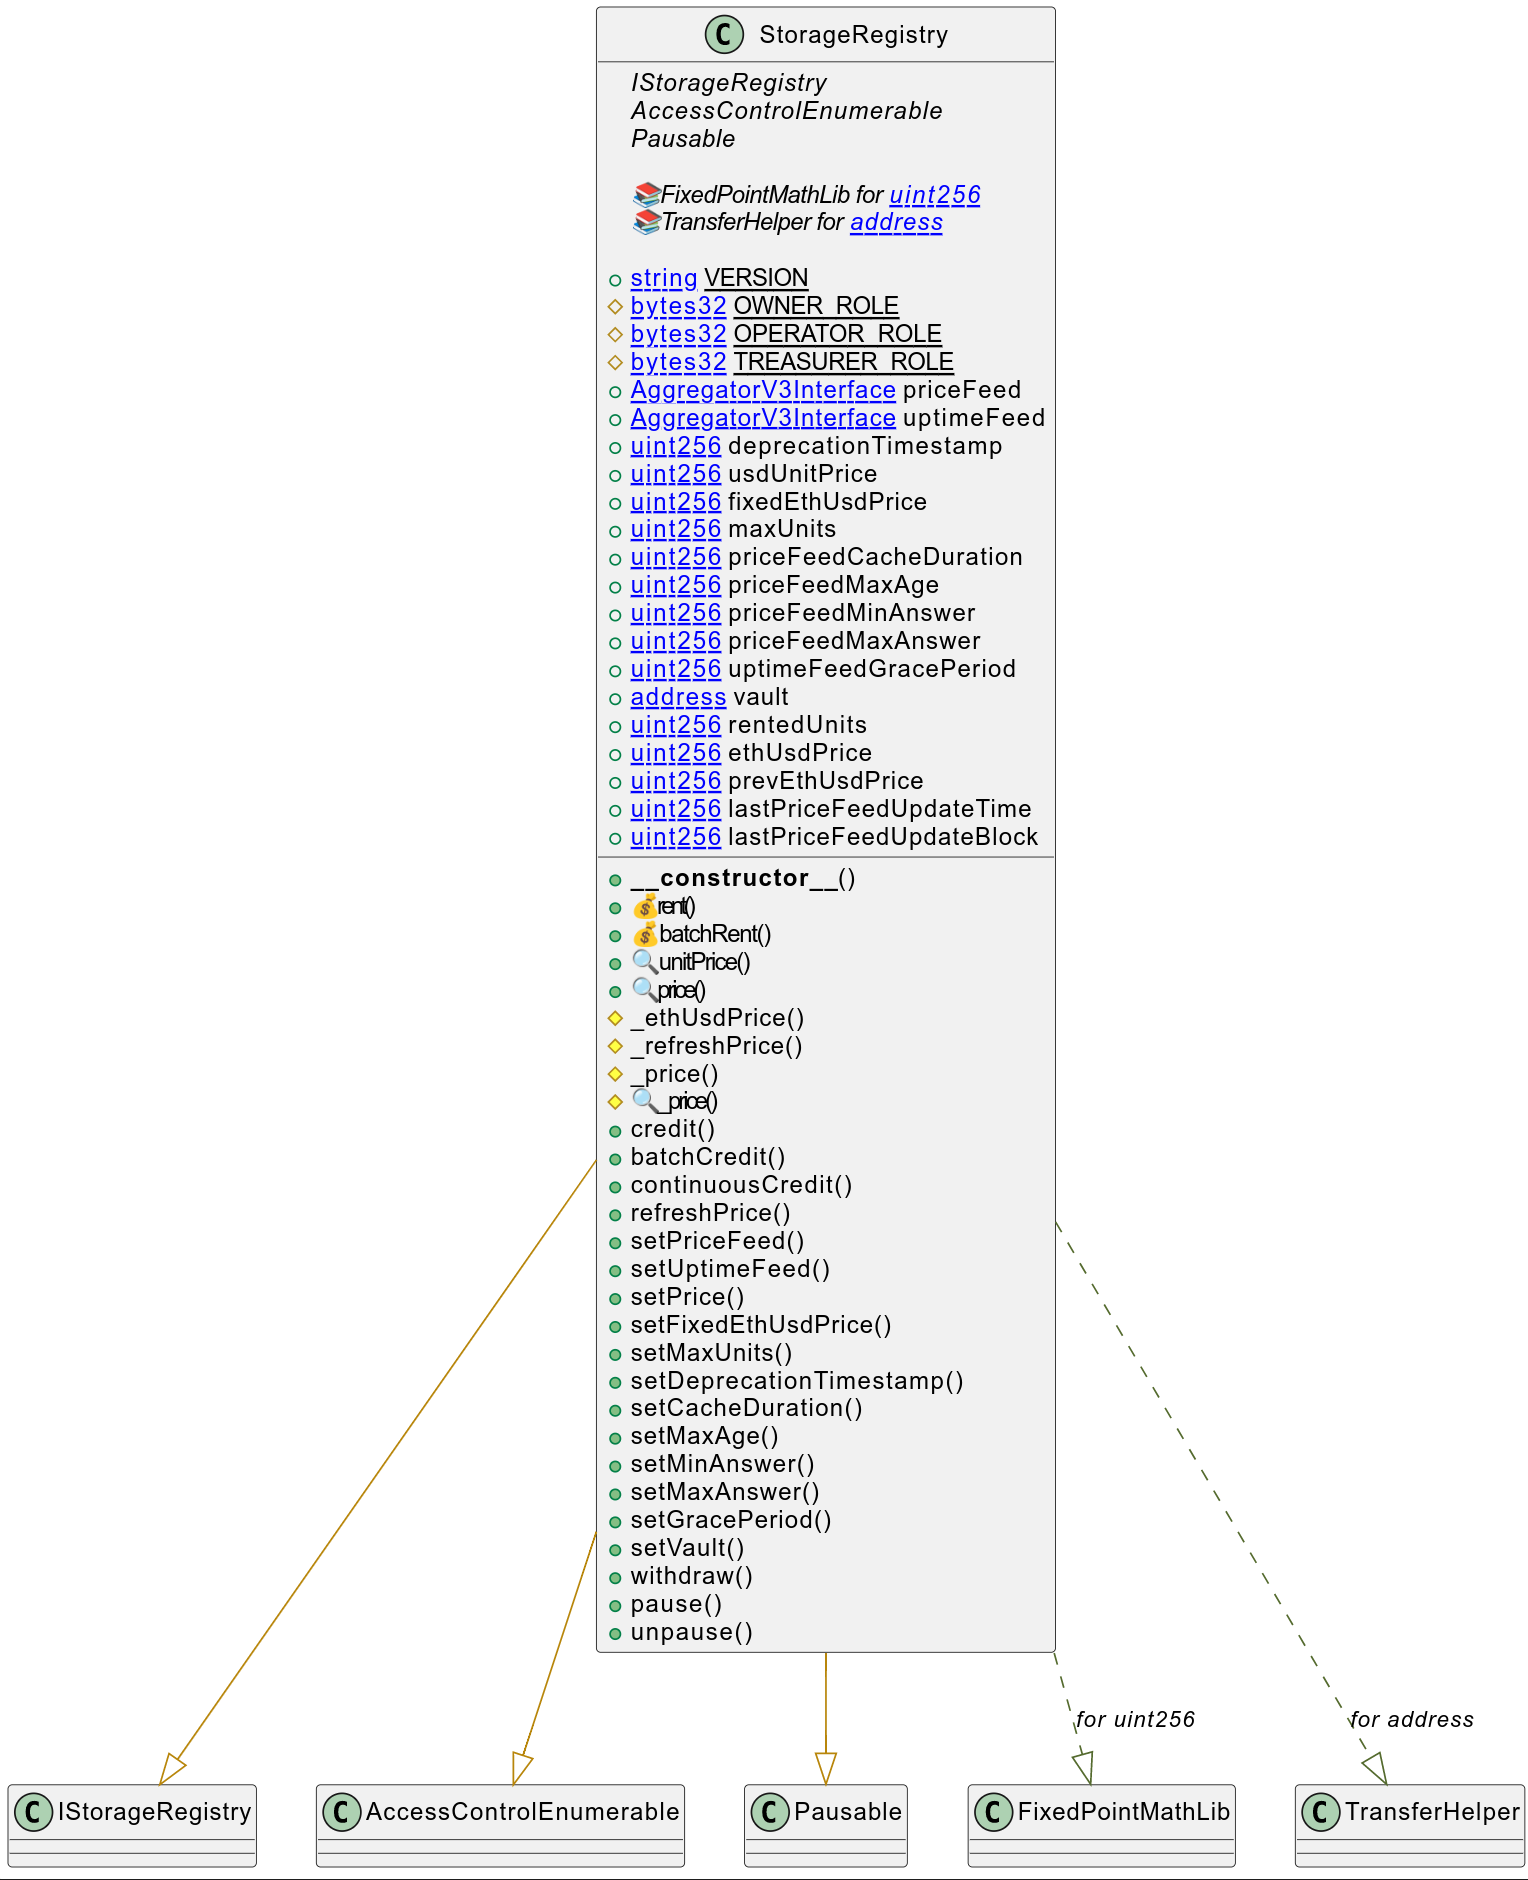 C StorageRegistry
IStorageRegistry
AccessControlEnumerable
Pausable
📚FixedPointMathLib for uint256
📚TransferHelper for address
string VERSION
bytes32 OWNER_ROLE
bytes32 OPERATOR_ROLE
bytes32 TREASURER_ROLE
AggregatorV3Interface priceFeed
AggregatorV3Interface uptimeFeed
uint256 deprecationTimestamp
uint256 usdUnitPrice
uint256 fixedEthUsdPrice
uint256 maxUnits
uint256 priceFeedCacheDuration
uint256 priceFeedMaxAge
uint256 priceFeedMinAnswer
uint256 priceFeedMaxAnswer
uint256 uptimeFeedGracePeriod
address vault
uint256 rentedUnits
uint256 ethUsdPrice
uint256 prevEthUsdPrice
uint256 lastPriceFeedUpdateTime
uint256 lastPriceFeedUpdateBlock
__constructor__()
💰rent()
💰batchRent()
🔍unitPrice()
🔍price()
_ethUsdPrice()
_refreshPrice()
_price()
🔍_price()
credit()
batchCredit()
continuousCredit()
refreshPrice()
setPriceFeed()
setUptimeFeed()
setPrice()
setFixedEthUsdPrice()
setMaxUnits()
setDeprecationTimestamp()
setCacheDuration()
setMaxAge()
setMinAnswer()
setMaxAnswer()
setGracePeriod()
setVault()
withdraw()
pause()
unpause()
for uint256
for address
C IStorageRegistry
C AccessControlEnumerable
C Pausable
C FixedPointMathLib
C TransferHelper